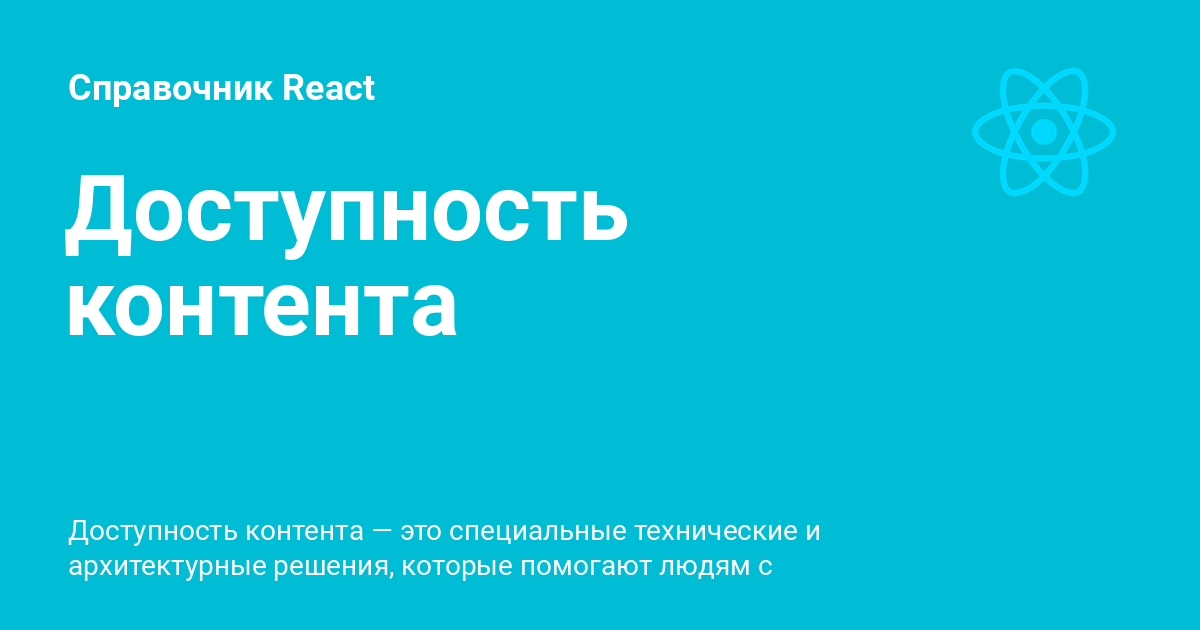 Справочник React
Доступность
контента
Доступность контента — это специальные технические и
архитектурные решения, которые помогают людям с